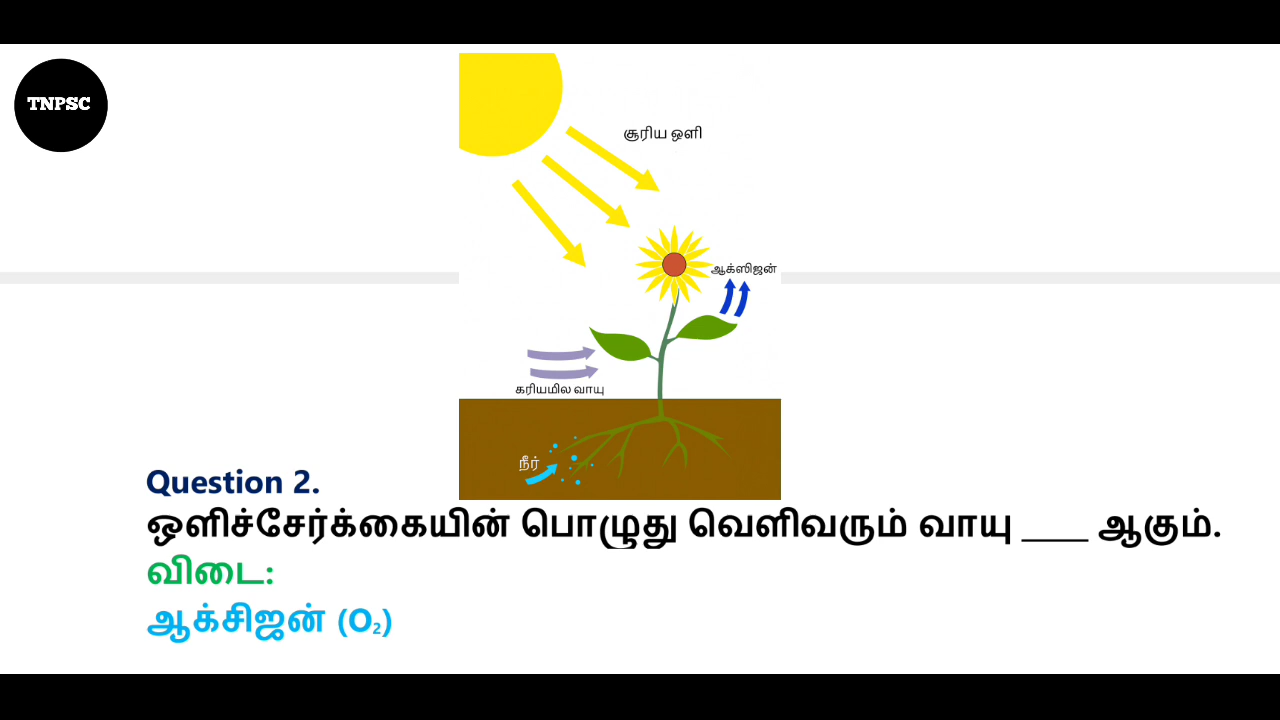 TNPSC
சூரிய ஒளி
ஆக்ஸிஜன்
கரியமில வாயு
நீர்
Question 2.
ஒளிச்சேர்க்கையின் பொழுது வெளிவரும் வாயு ____ ஆகும்.
விடை:
ஆக்சிஜன் (O₂)